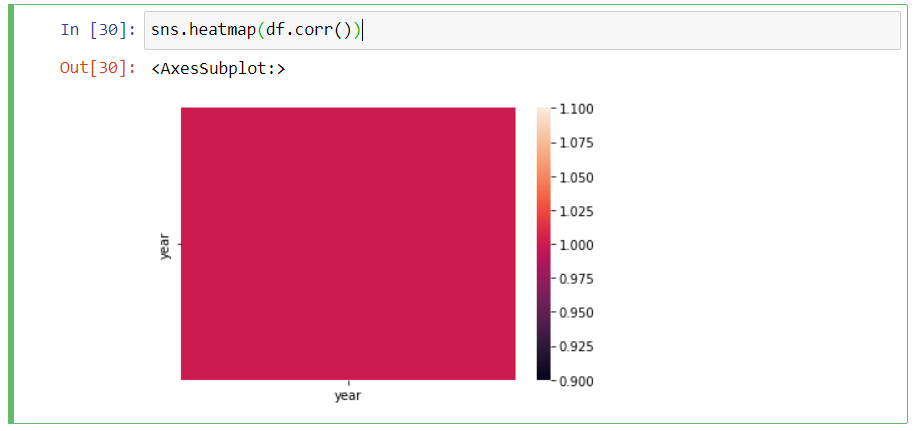 In [30]: sns.heatmap(df.corr())
Out[30]: <AxesSubplot:>
1.100
1.075
1.050
1.025
year
1.000
0.975
0.950
0.925
0.900
year